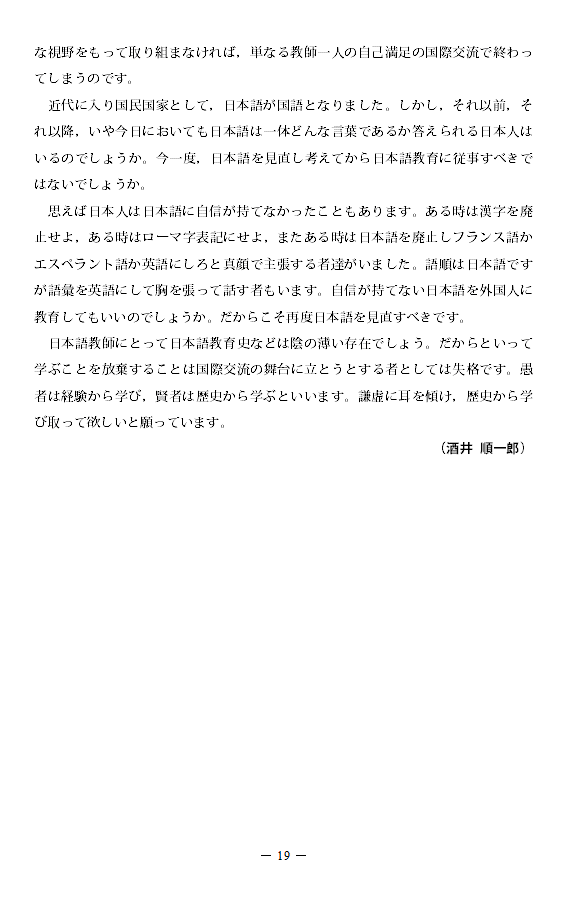 な視野をもって取り組まなければ，単なる教師一人の自己満足の国際交流で終わっ
てしまうのです。
　近代に入り国民国家として，日本語が国語となりました。しかし，それ以前，そ
れ以降，いや今日においても日本語は一体どんな言葉であるか答えられる日本人は
いるのでしょうか。今一度，日本語を見直し考えてから日本語教育に従事すべきで
はないでしょうか。
　思えば日本人は日本語に自信が持てなかったこともあります。ある時は漢字を廃
止せよ，ある時はローマ字表記にせよ，またある時は日本語を廃止しフランス語か
エスペラント語か英語にしろと真顔で主張する者達がいました。語順は日本語です
が語彙を英語にして胸を張って話す者もいます。自信が持てない日本語を外国人に
教育してもいいのでしょうか。だからこそ再度日本語を見直すべきです。
　日本語教師にとって日本語教育史などは陰の薄い存在でしょう。だからといって
学ぶことを放棄することは国際交流の舞台に立とうとする者としては失格です。愚
者は経験から学び，賢者は歴史から学ぶといいます。謙虚に耳を傾け，歴史から学
び取って欲しいと願っています。
（酒井 順一郎）
― 19 ―